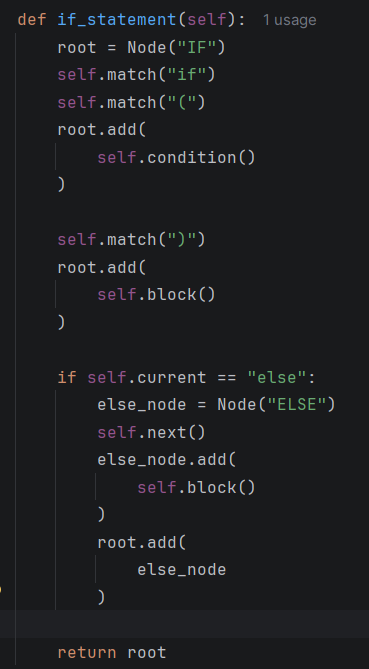 def if_statement(self): 1 usage
    root = Node("IF")
    self.match("if")
    self.match("(")
    root.add(
        self.condition()
    )

    self.match(")")
    root.add(
        self.block()
    )

    if self.current == "else":
        else_node = Node("ELSE")
        self.next()
        else_node.add(
            self.block()
        )
        root.add(
            else_node
        )

    return root